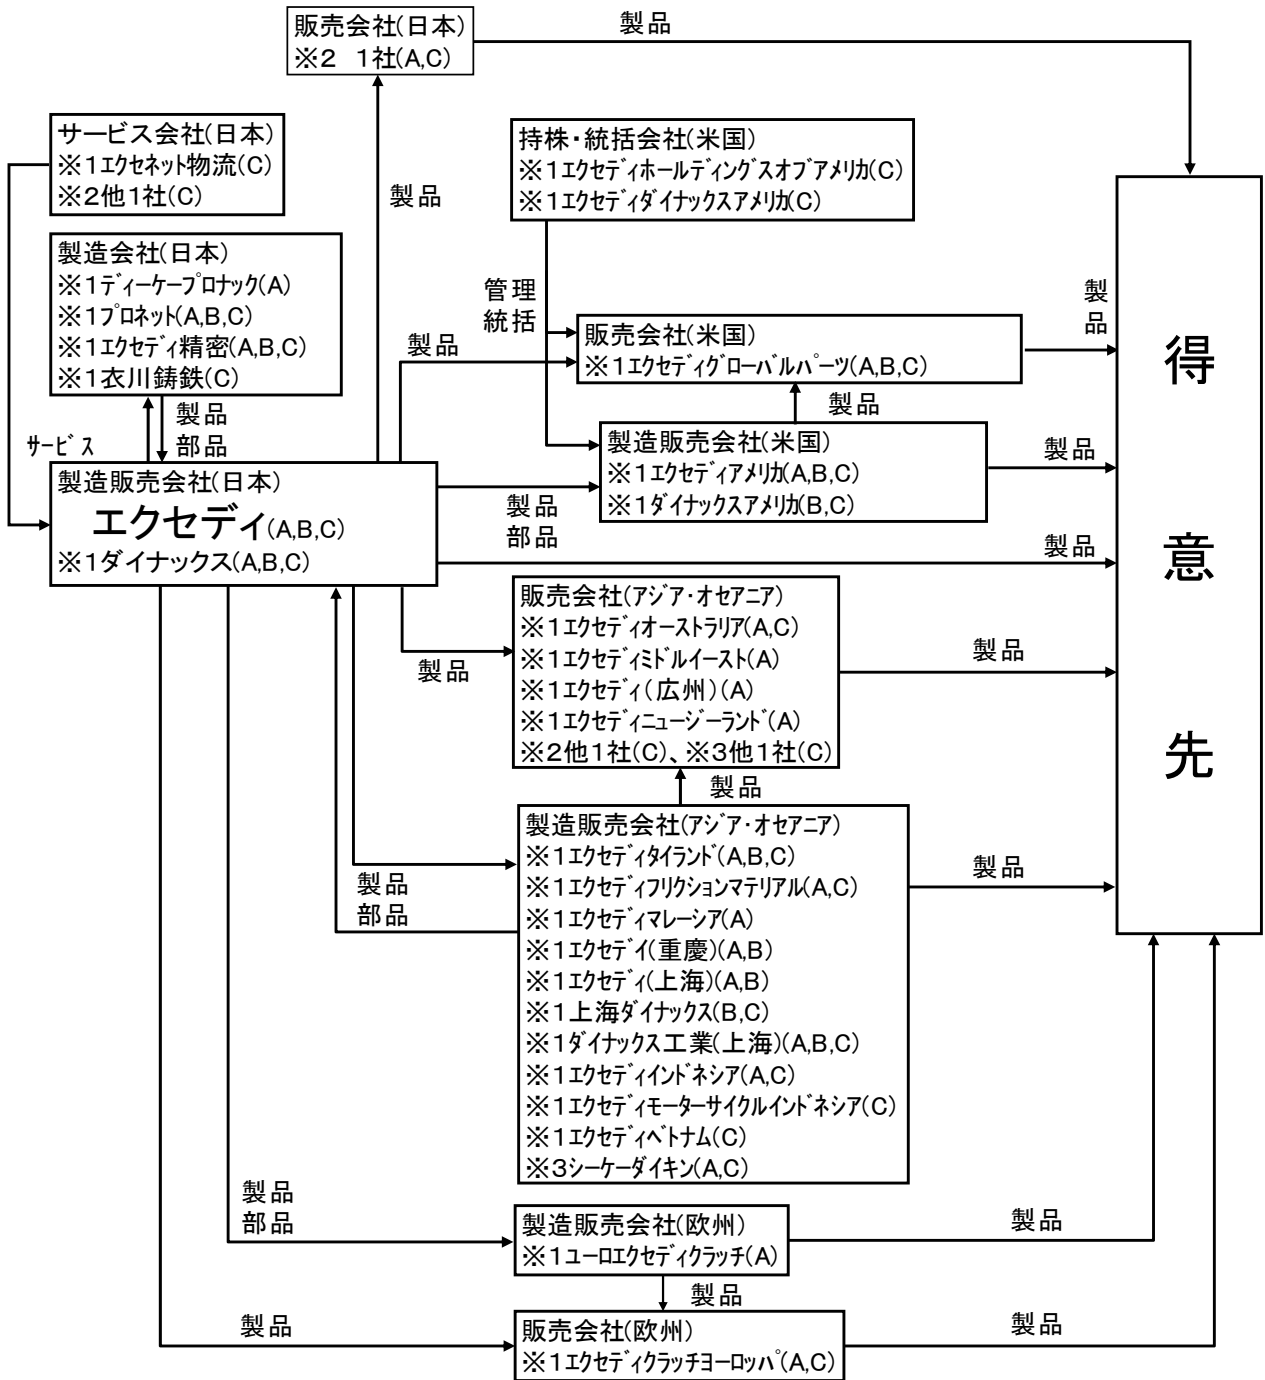 販売会社(日本)
※2 1社(A,C)
製品
サービス会社(日本)
※1エクセネット物流(C)
※2他1社(C)
製品
持株・統括会社(米国)
※1エクセディホールディングスオブアメリカ(C)
※1エクセディダイナックスアメリカ(C)
製造会社(日本)
※1ディーケープロナック(A)
※1プロネット(A,B,C)
※1エクセディ精密(A,B,C)
※1衣川鋳鉄(C)
管理
統括
製品
販売会社(米国)
※1エクセディグローバルパーツ(A,B,C)
製品
得意先
サービス
製品
部品
製品
製造販売会社(米国)
※1エクセディアメリカ(A,B,C)
※1ダイナックスアメリカ(B,C)
製品
製造販売会社(日本)
エクセディ(A,B,C)
※1ダイナックス(A,B,C)
製品
部品
製品
販売会社(アジア・オセアニア)
※1エクセディオーストラリア(A,C)
※1エクセディミドルイースト(A)
※1エクセディ(広州)(A)
※1エクセディニュージーランド(A)
※2他1社(C)、※3他1社(C)
製品
製品
製品
製造販売会社(アジア・オセアニア)
※1エクセディタイランド(A,B,C)
※1エクセディフリクションマテリアル(A,C)
※1エクセディマレーシア(A)
※1エクセデイ(重慶)(A,B)
※1エクセディ(上海)(A,B)
※1上海ダイナックス(B,C)
※1ダイナックス工業(上海)(A,B,C)
※1エクセディインドネシア(A,C)
※1エクセディモーターサイクルインドネシア(C)
※1エクセディベトナム(C)
※3シーケーダイキン(A,C)
製品
部品
製品
製品
部品
製造販売会社(欧州)
※1ユーロエクセディクラッチ(A)
製品
製品
製品
販売会社(欧州)
※1エクセディクラッチヨーロッパ(A,C)
製品